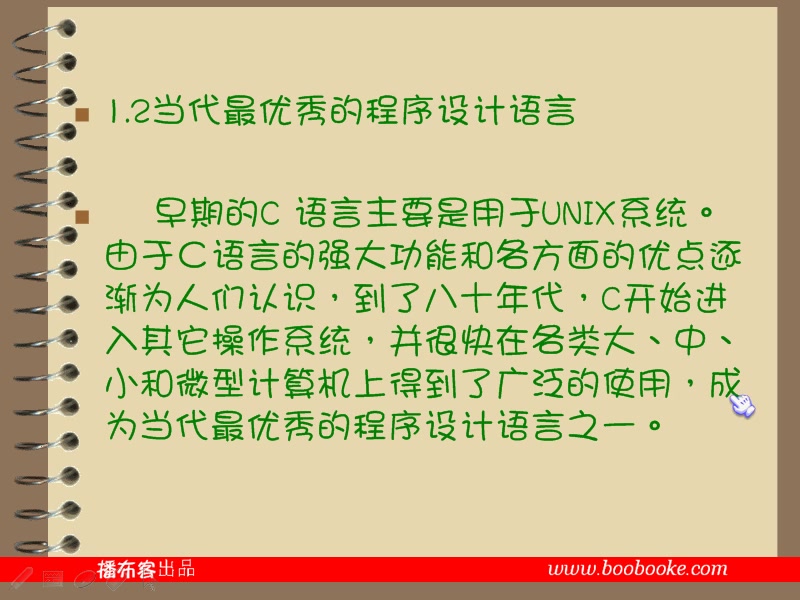 1.2当代最优秀的程序设计语言
早期的C 语言主要是用于UNIX系统。
由于C语言的强大功能和各方面的优点逐
渐为人们认识，到了八十年代，C开始进
入其它操作系统，并很快在各类大、中、
小和微型计算机上得到了广泛的使用，成
为当代最优秀的程序设计语言之一。
播布客出品
www.boobooke.com